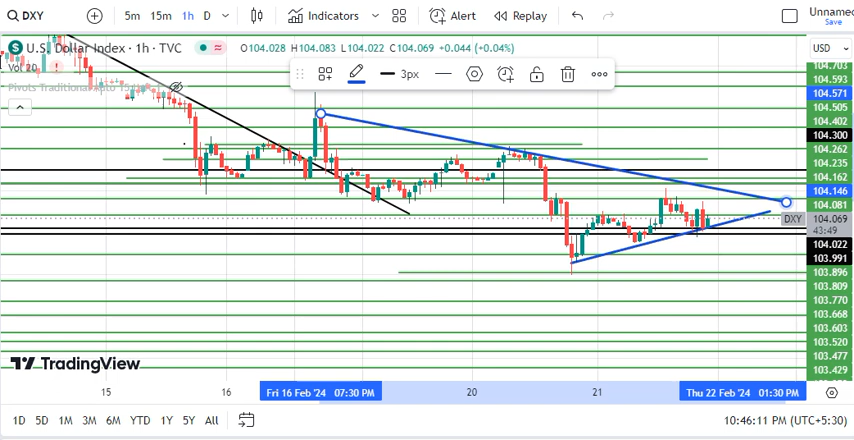 DXY 5m 15m 1h D Indicators Alert Replay Unnamed
Save
U.S. Dollar Index · 1h · TVC O104.028 H104.083 L104.022 C104.069 +0.044 (+0.04%) USD
Vol 20
3px
104.703
104.593
104.571
104.505
104.402
104.300
104.262
104.235
104.162
104.146
104.081
DXY 104.069
43:49
104.022
103.991
103.896
103.809
103.770
103.668
103.603
103.520
103.477
103.429
TradingView
15 16 Fri 16 Feb '24 07:30 PM 20 21 Thu 22 Feb '24 01:30 PM
1D 5D 1M 3M 6M YTD 1Y 5Y All 10:46:11 PM (UTC+5:30)